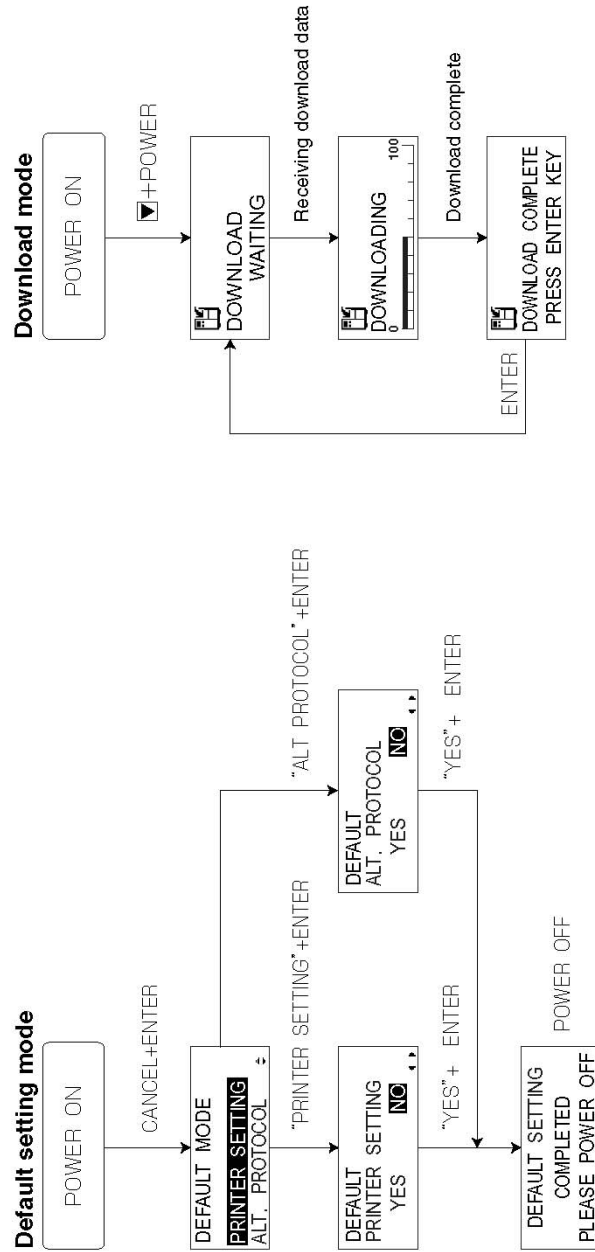 Default setting mode
POWER ON
CANCEL+ENTER
DEFAULT MODE
PRINTER SETTING
ALT. PROTOCOL
"PRINTER SETTING"+ENTER
"ALT PROTOCOL"+ENTER
DEFAULT
PRINTER SETTING
YES NO
DEFAULT
ALT. PROTOCOL
YES NO
"YES"+ ENTER
"YES"+ ENTER
DEFAULT SETTING
COMPLETED
PLEASE POWER OFF
POWER OFF
Download mode
POWER ON
▼+POWER
DOWNLOAD
WAITING
Receiving download data
DOWNLOADING
0 100
Download complete
DOWNLOAD COMPLETE
PRESS ENTER KEY
ENTER